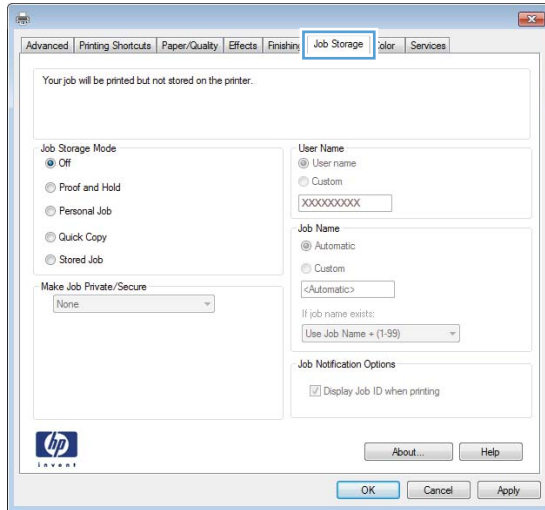 Advanced Printing Shortcuts Paper/Quality Effects Finishing Job Storage Color Services
Your job will be printed but not stored on the printer.
Job Storage Mode
Off
Proof and Hold
Personal Job
Quick Copy
Stored Job
Make Job Private/Secure
None
User Name
User name
Custom
XXXXXXXXX
Job Name
Automatic
Custom
<Automatic>
If job name exists:
Use Job Name + (1-99)
Job Notification Options
Display Job ID when printing
hp
invent
About... Help
OK Cancel Apply